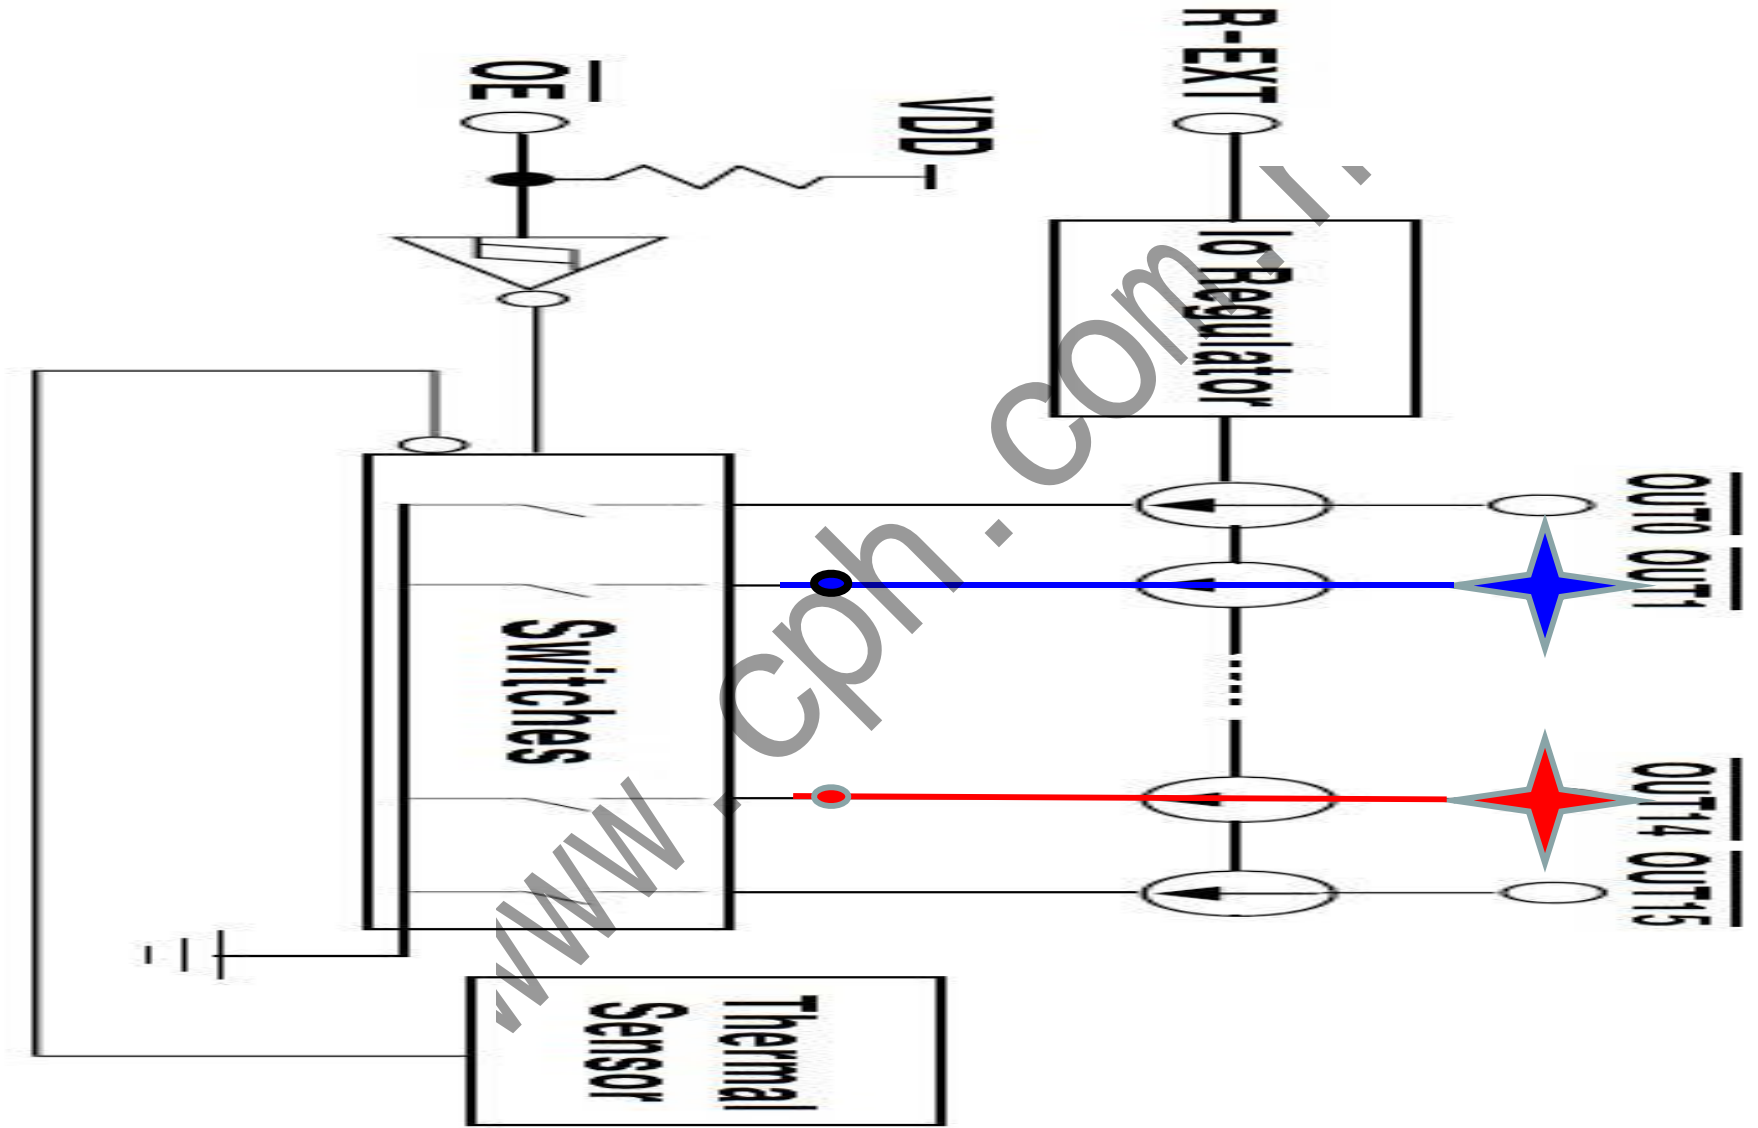 R-EXT
OE
VDD
Io Regulator
OUT0
OUT1
Switches
OUT14
OUT15
Thermal
Sensor
www.cph.com.